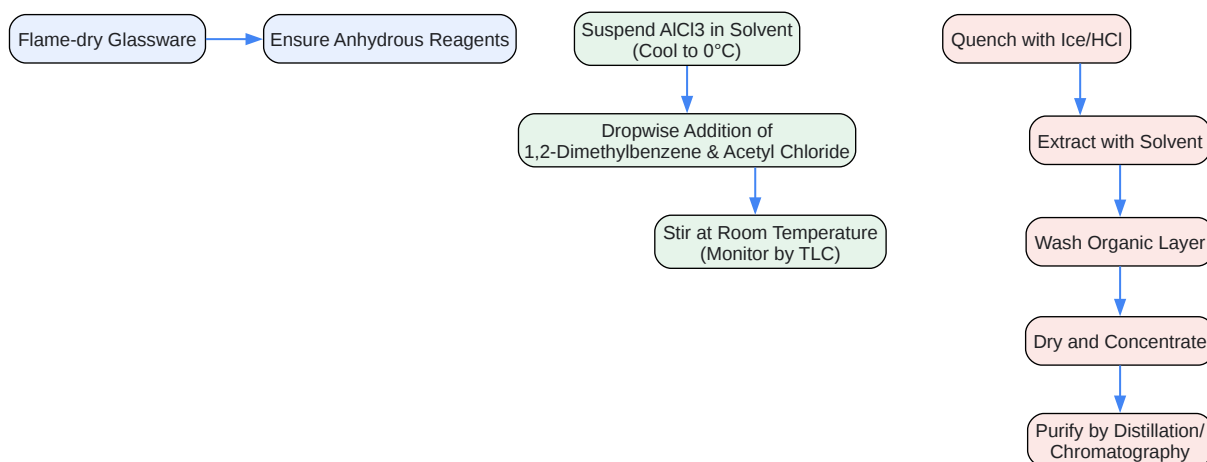 Flame-dry Glassware
Ensure Anhydrous Reagents
Suspend AlCl3 in Solvent
(Cool to 0°C)
Dropwise Addition of
1,2-Dimethylbenzene & Acetyl Chloride
Stir at Room Temperature
(Monitor by TLC)
Quench with Ice/HCl
Extract with Solvent
Wash Organic Layer
Dry and Concentrate
Purify by Distillation/
Chromatography